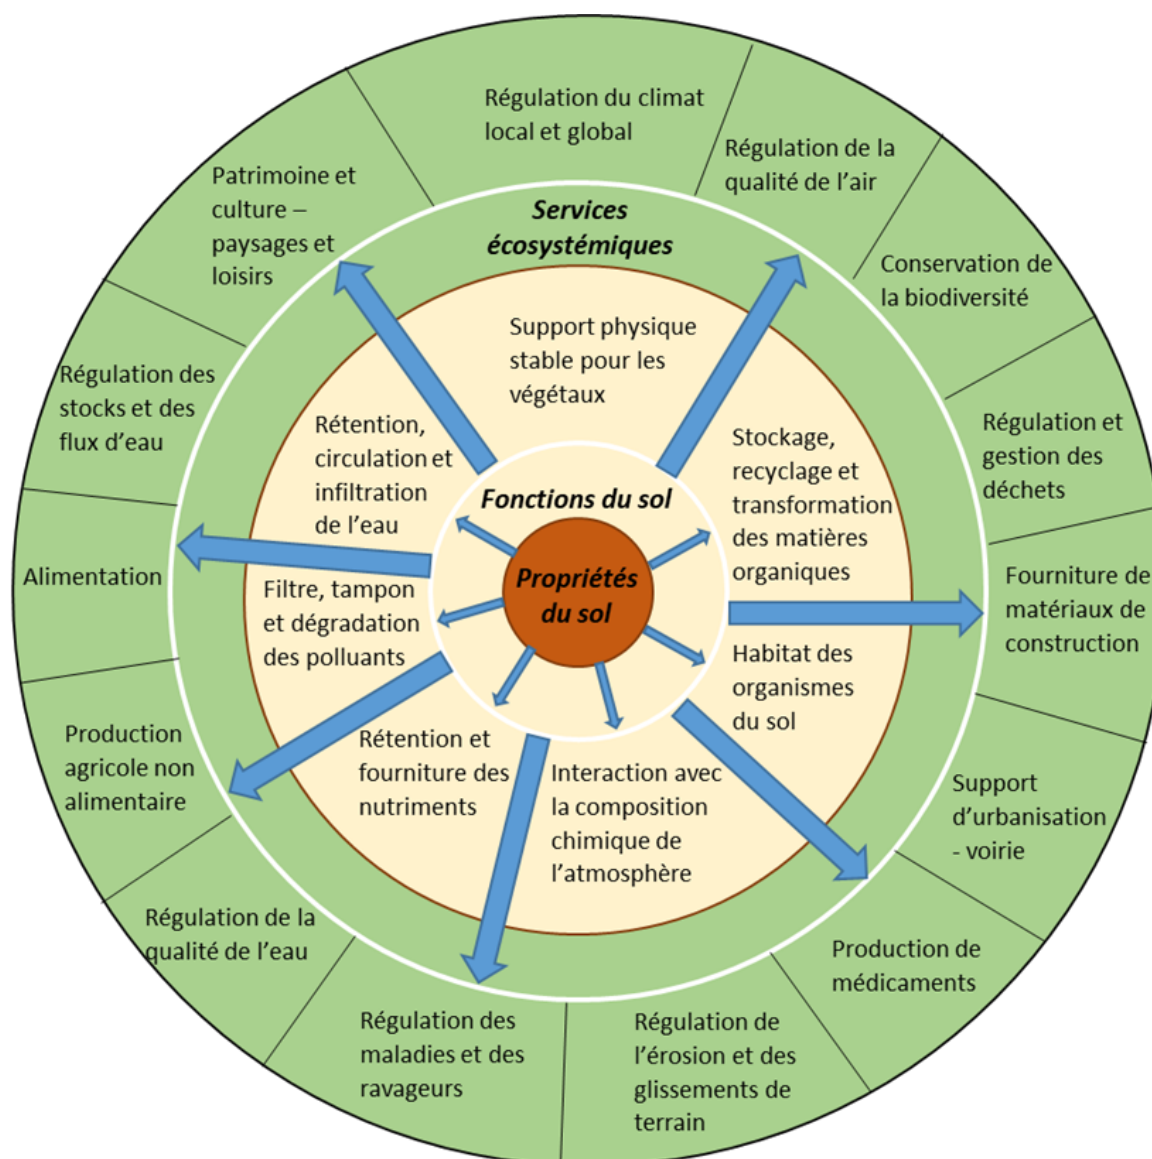 Régulation du climat
local et global
Régulation de la
qualité de l’air
Conservation de
la biodiversité
Régulation et
gestion des
déchets
Fourniture de
matériaux de
construction
Support
d’urbanisation
- voirie
Production de
médicaments
Régulation de
l’érosion et des
glissements de
terrain
Régulation des
maladies et des
ravageurs
Régulation de la
qualité de l’eau
Production
agricole non
alimentaire
Alimentation
Régulation des
stocks et des
flux d’eau
Patrimoine et
culture –
paysages et
loisirs
Services
écosystémiques
Support physique
stable pour les
végétaux
Stockage,
recyclage et
transformation
des matières
organiques
Habitat des
organismes
du sol
Interaction avec
la composition
chimique de
l’atmosphère
Rétention et
fourniture des
nutriments
Filtre, tampon
et dégradation
des polluants
Rétention,
circulation et
infiltration
de l’eau
Fonctions du sol
Propriétés
du sol